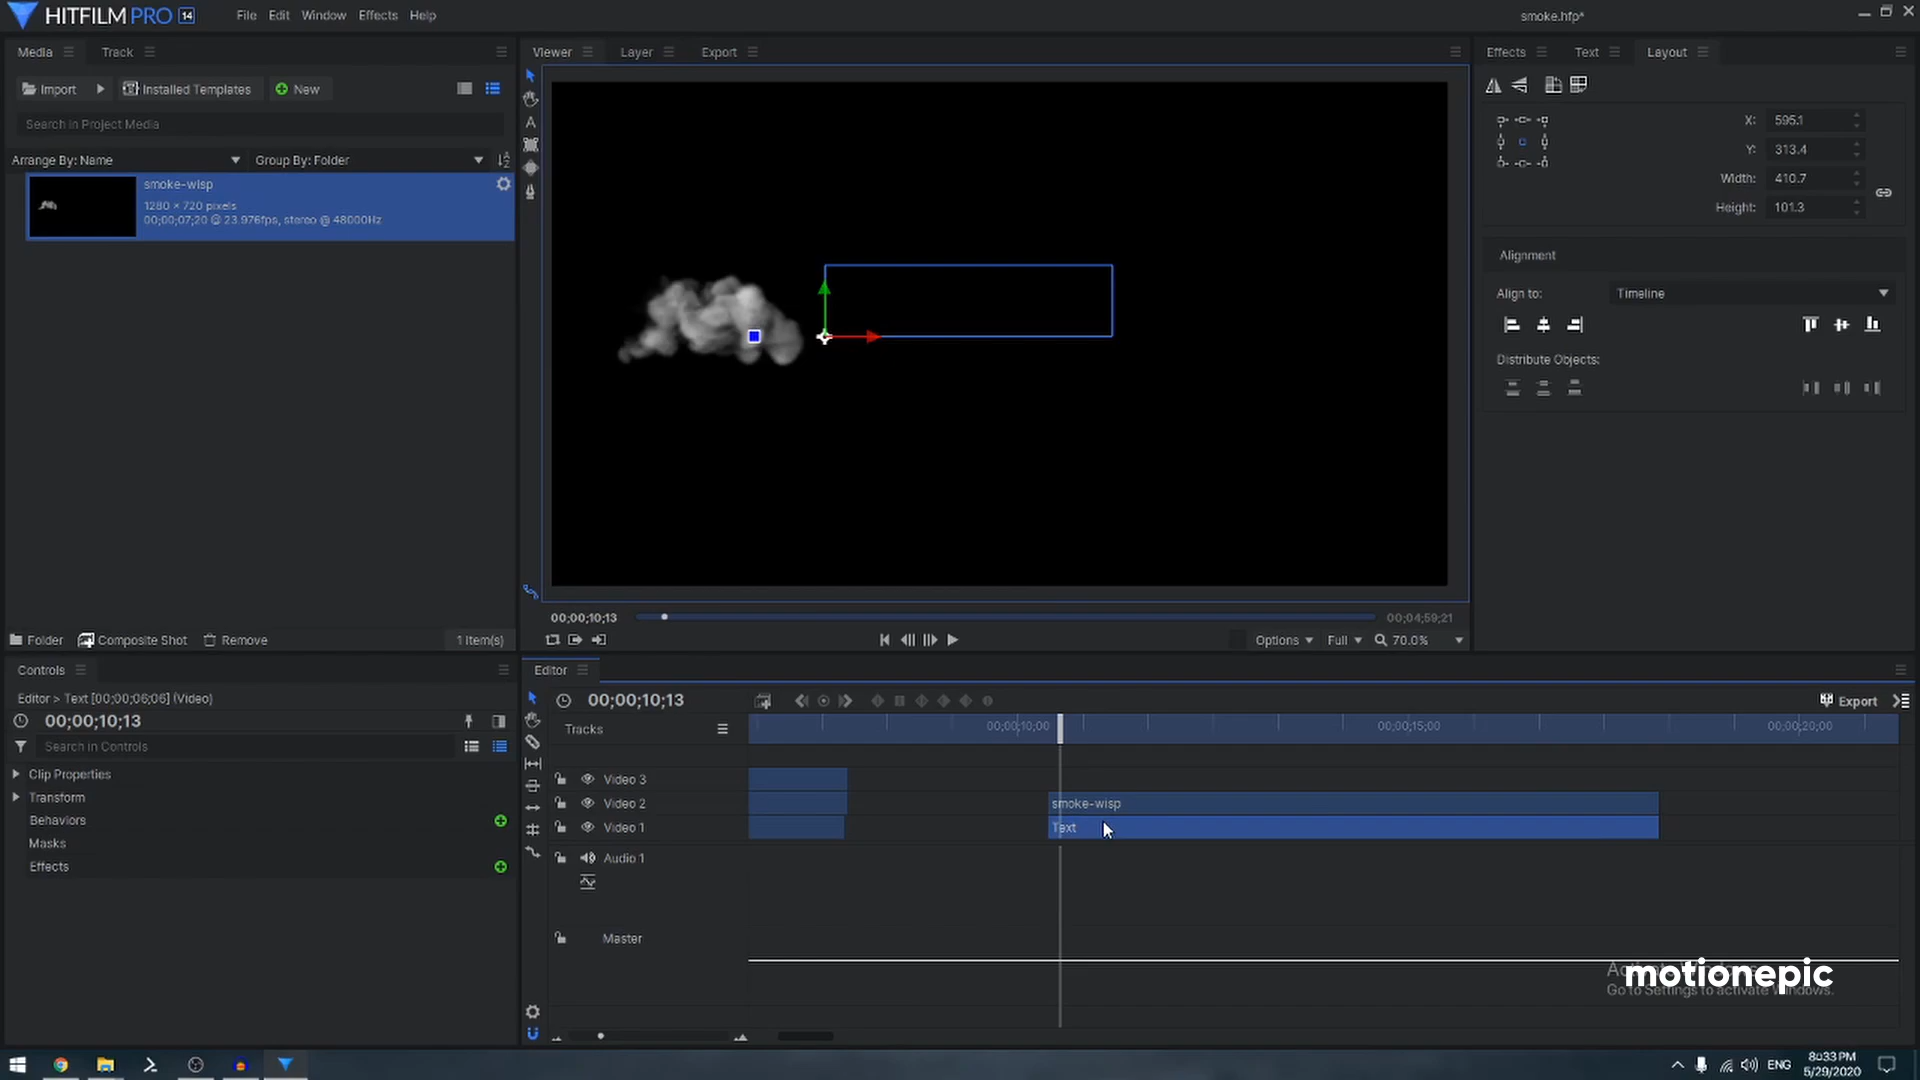 HITFILM PRO 14
File Edit Window Effects Help
smoke.hfp*
Media Track
Viewer Layer Export
Effects Text Layout
Import Installed Templates New
Search in Project Media
Arrange By: Name Group By: Folder
smoke-wisp
1280 × 720 pixels
00;00;07;20 @ 23.976fps, stereo @ 48000Hz
X: 595.1
Y: 313.4
Width: 410.7
Height: 101.3
Alignment
Align to: Timeline
Distribute Objects:
00;00;10;13 00;04;59;21
Folder Composite Shot Remove 1 Item(s)
Options Full 70.0%
Controls
Editor > Text [00;00;06;06] (Video)
00;00;10;13
Search in Controls
Clip Properties
Transform
Behaviors
Masks
Effects
Editor
00;00;10;13 Export
Tracks 00;00;10;00 00;00;15;00 00;00;20;00
Video 3
Video 2 smoke-wisp
Video 1 Text
Audio 1
Master
motionepic
Go to Settings to activate Windows.
ENG 8:33 PM
5/29/2020